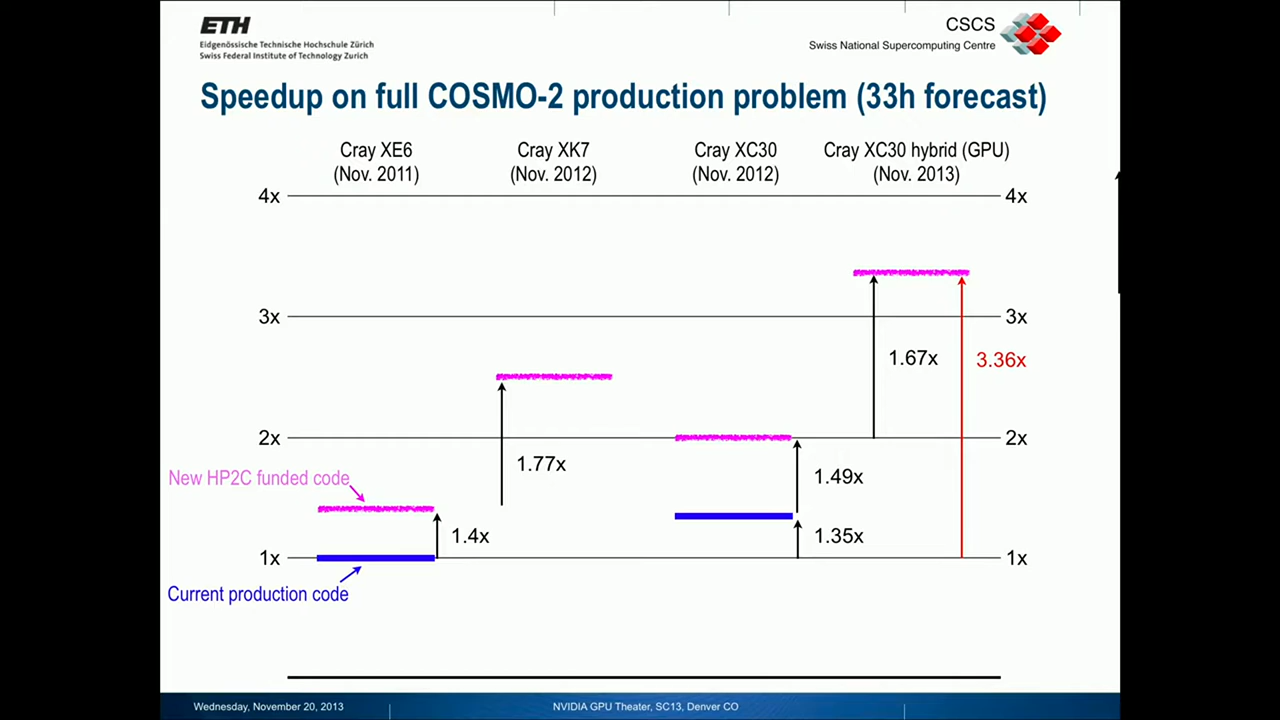 ETH
Eidgenössische Technische Hochschule Zürich
Swiss Federal Institute of Technology Zurich
CSCS
Swiss National Supercomputing Centre
Speedup on full COSMO-2 production problem (33h forecast)
Cray XE6
(Nov. 2011)
Cray XK7
(Nov. 2012)
Cray XC30
(Nov. 2012)
Cray XC30 hybrid (GPU)
(Nov. 2013)
4x
4x
3x
3x
1.67x
3.36x
2x
2x
1.77x
New HP2C funded code
1.49x
1.4x
1.35x
1x
1x
Current production code
Wednesday, November 20, 2013
NVIDIA GPU Theater, SC13, Denver CO